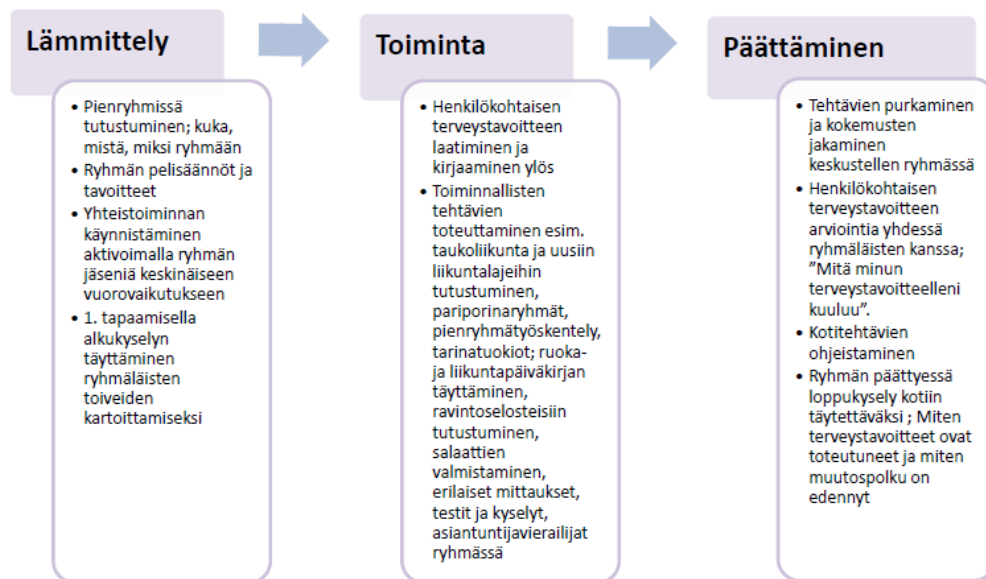 Lämmittely
• Pienryhmissä
tutustuminen; kuka,
mistä, miksi ryhmään
• Ryhmän pelisäännöt ja
tavoitteet
• Yhteistoiminnan
käynnistäminen
aktivoimalla ryhmän
jäseniä keskinäiseen
vuorovaikutukseen
• 1. tapaamisella
alkukyselyn
täyttäminen
ryhmäläisten
toiveiden
kartoittamiseksi
Toiminta
• Henkilökohtaisen
terveystavoitteen
laatiminen ja
kirjaaminen ylös
• Toiminnallisten
tehtävien
toteuttaminen esim.
taukoliikunta ja uusiin
liikuntalajeihin
tutustuminen,
pariporinaryhmät,
pienryhmätyöskentely,
tarinatuokiot; ruoka-
ja liikuntapäiväkirjan
täyttäminen,
ravintoselosteisiin
tutustuminen,
salaattien
valmistaminen,
erilaiset mittaukset,
testit ja kyselyt,
asiantuntijavierailijat
ryhmässä
Päättäminen
• Tehtävien purkaminen
ja kokemusten
jakaminen
keskustellen ryhmässä
• Henkilökohtaisen
terveystavoitteen
arviointia yhdessä
ryhmäläisten kanssa;
”Mitä minun
terveystavoitteelleni
kuuluu”.
• Kotitehtävien
ohjeistaminen
• Ryhmän päättyessä
loppukysely kotiin
täytettäväksi ; Miten
terveystavoitteet ovat
toteutuneet ja miten
muutospolku on
edennyt